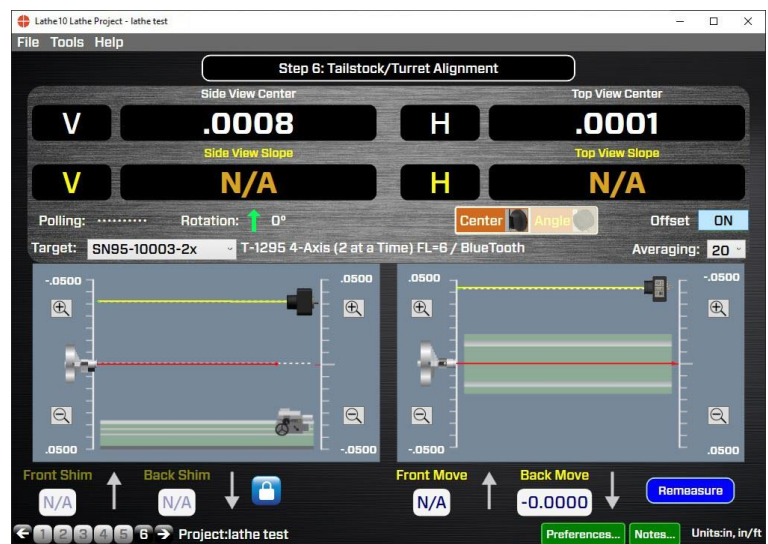 Lathe10 Lathe Project - lathe test
File Tools Help
Step 6: Tailstock/Turret Alignment
Side View Center Top View Center
V .0008 H .0001
Side View Slope Top View Slope
V N/A H N/A
Polling: .......... Rotation: 0° Center Angle Offset ON
Target: SN95-10003-2x T-1295 4-Axis (2 at a Time) FL=6 / BlueTooth Averaging: 20
-.0500 .0500 .0500 -.0500
.0500 -.0500 -.0500 .0500
Front Shim Back Shim Front Move Back Move
N/A N/A N/A -0.0000 Remeasure
1 2 3 4 5 6 Project:lathe test Preferences... Notes... Units:in, in/ft